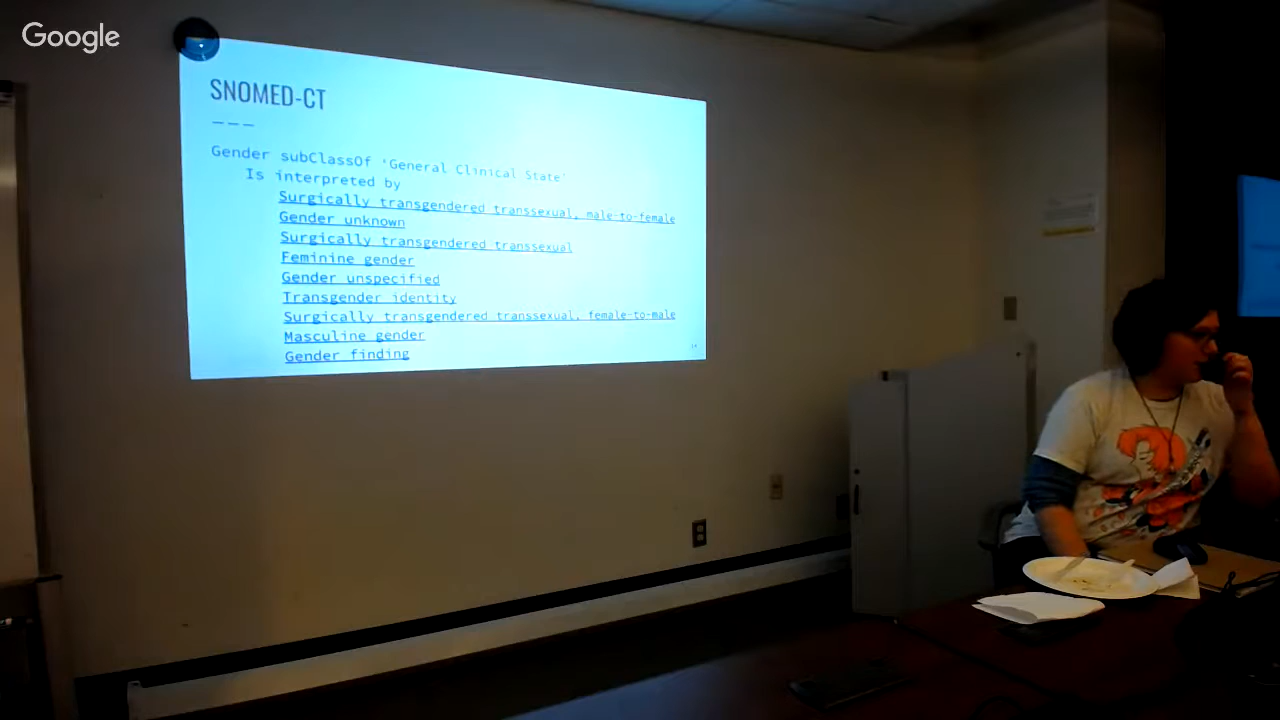 Google
SNOMED-CT
Gender subClassOf 'General Clinical State'
Is interpreted by
Surgically transgendered transsexual, male-to-female
Gender unknown
Surgically transgendered transsexual
Feminine gender
Gender unspecified
Transgender identity
Surgically transgendered transsexual, female-to-male
Masculine gender
Gender finding